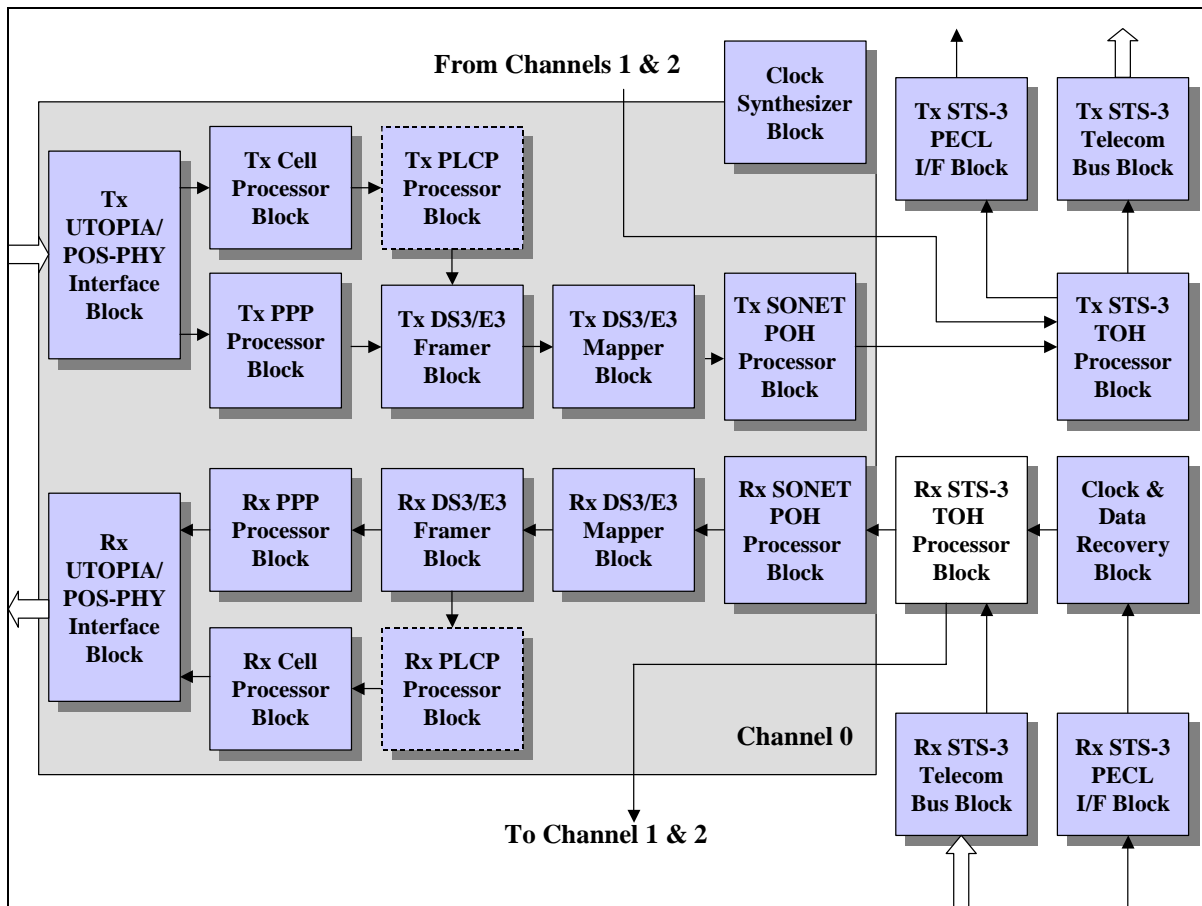 From Channels 1 & 2
Clock
Synthesizer
Block
Tx STS-3
PECL
I/F Block
Tx STS-3
Telecom
Bus Block
Tx
UTOPIA/
POS-PHY
Interface
Block
Tx Cell
Processor
Block
Tx PLCP
Processor
Block
Tx PPP
Processor
Block
Tx DS3/E3
Framer
Block
Tx DS3/E3
Mapper
Block
Tx SONET
POH
Processor
Block
Tx STS-3
TOH
Processor
Block
Rx
UTOPIA/
POS-PHY
Interface
Block
Rx PPP
Processor
Block
Rx DS3/E3
Framer
Block
Rx DS3/E3
Mapper
Block
Rx SONET
POH
Processor
Block
Rx STS-3
TOH
Processor
Block
Clock &
Data
Recovery
Block
Rx Cell
Processor
Block
Rx PLCP
Processor
Block
Channel 0
Rx STS-3
Telecom
Bus Block
Rx STS-3
PECL
I/F Block
To Channel 1 & 2